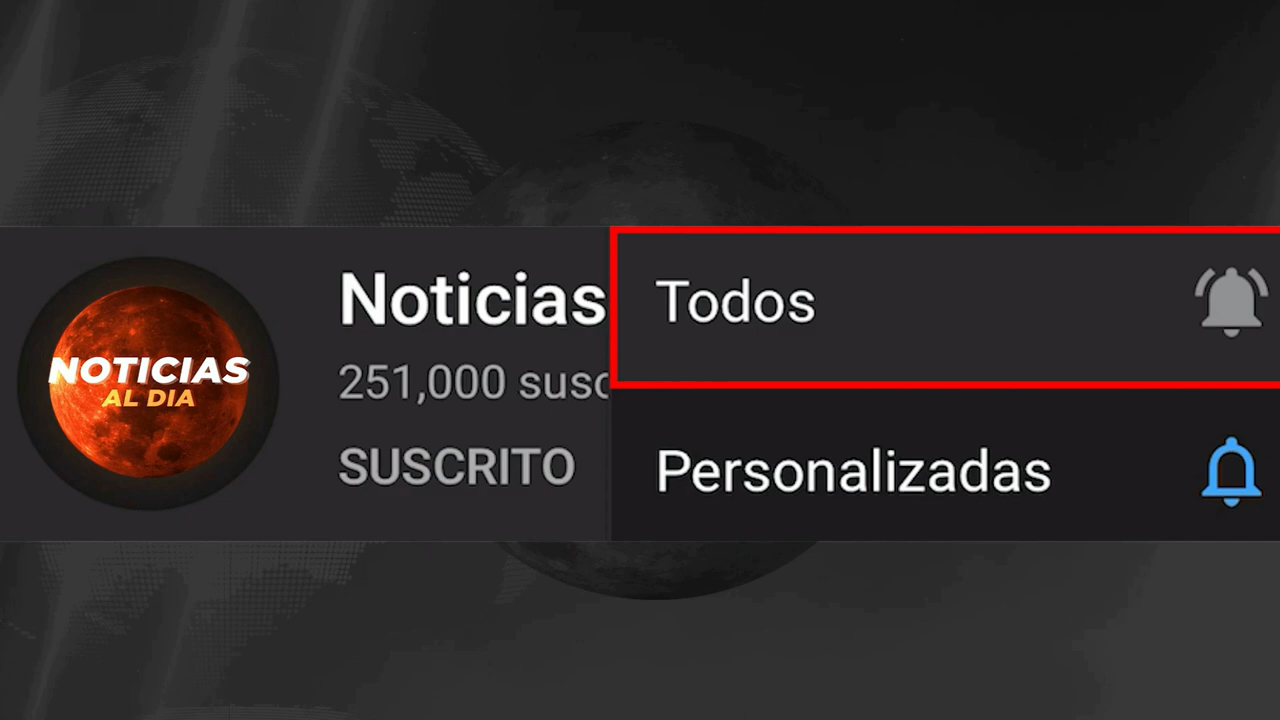 NOTICIAS
AL DIA
Noticias
251,000 susc
SUSCRITO
Todos
Personalizadas